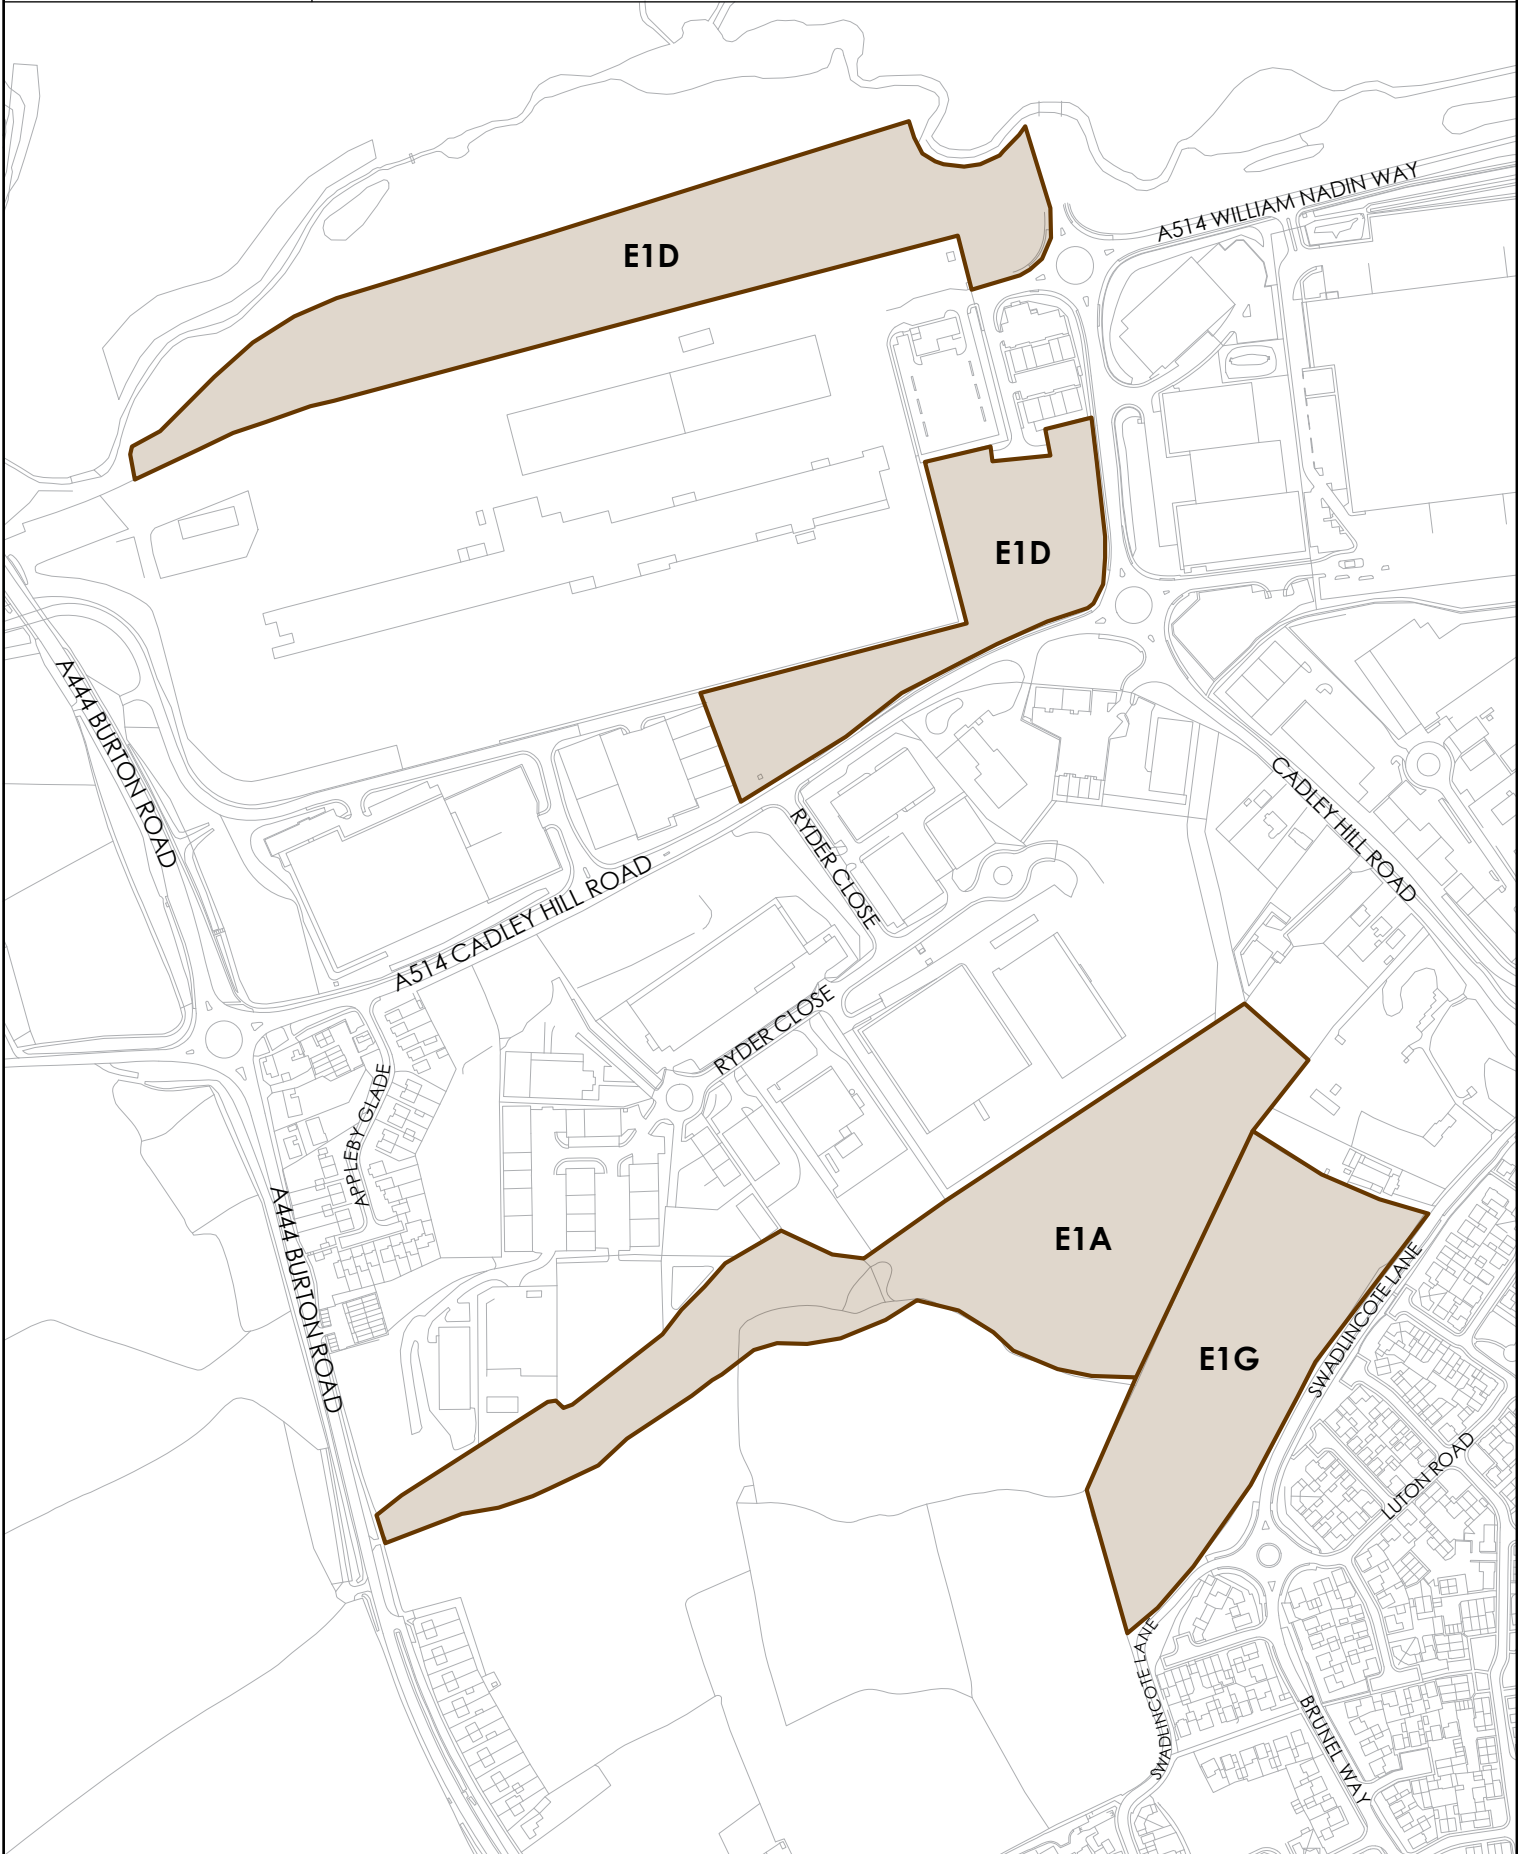 A514 WILLIAM NADIN WAY
E1D
E1D
A444 BURTON ROAD
CADLEY HILL ROAD
RYDER CLOSE
A514 CADLEY HILL ROAD
RYDER CLOSE
APPLEBY GLADE
E1A
A444 BURTON ROAD
SWADLINCOTE LANE
E1G
LUTON ROAD
SWADLINCOTE LANE
BRUNEL WAY